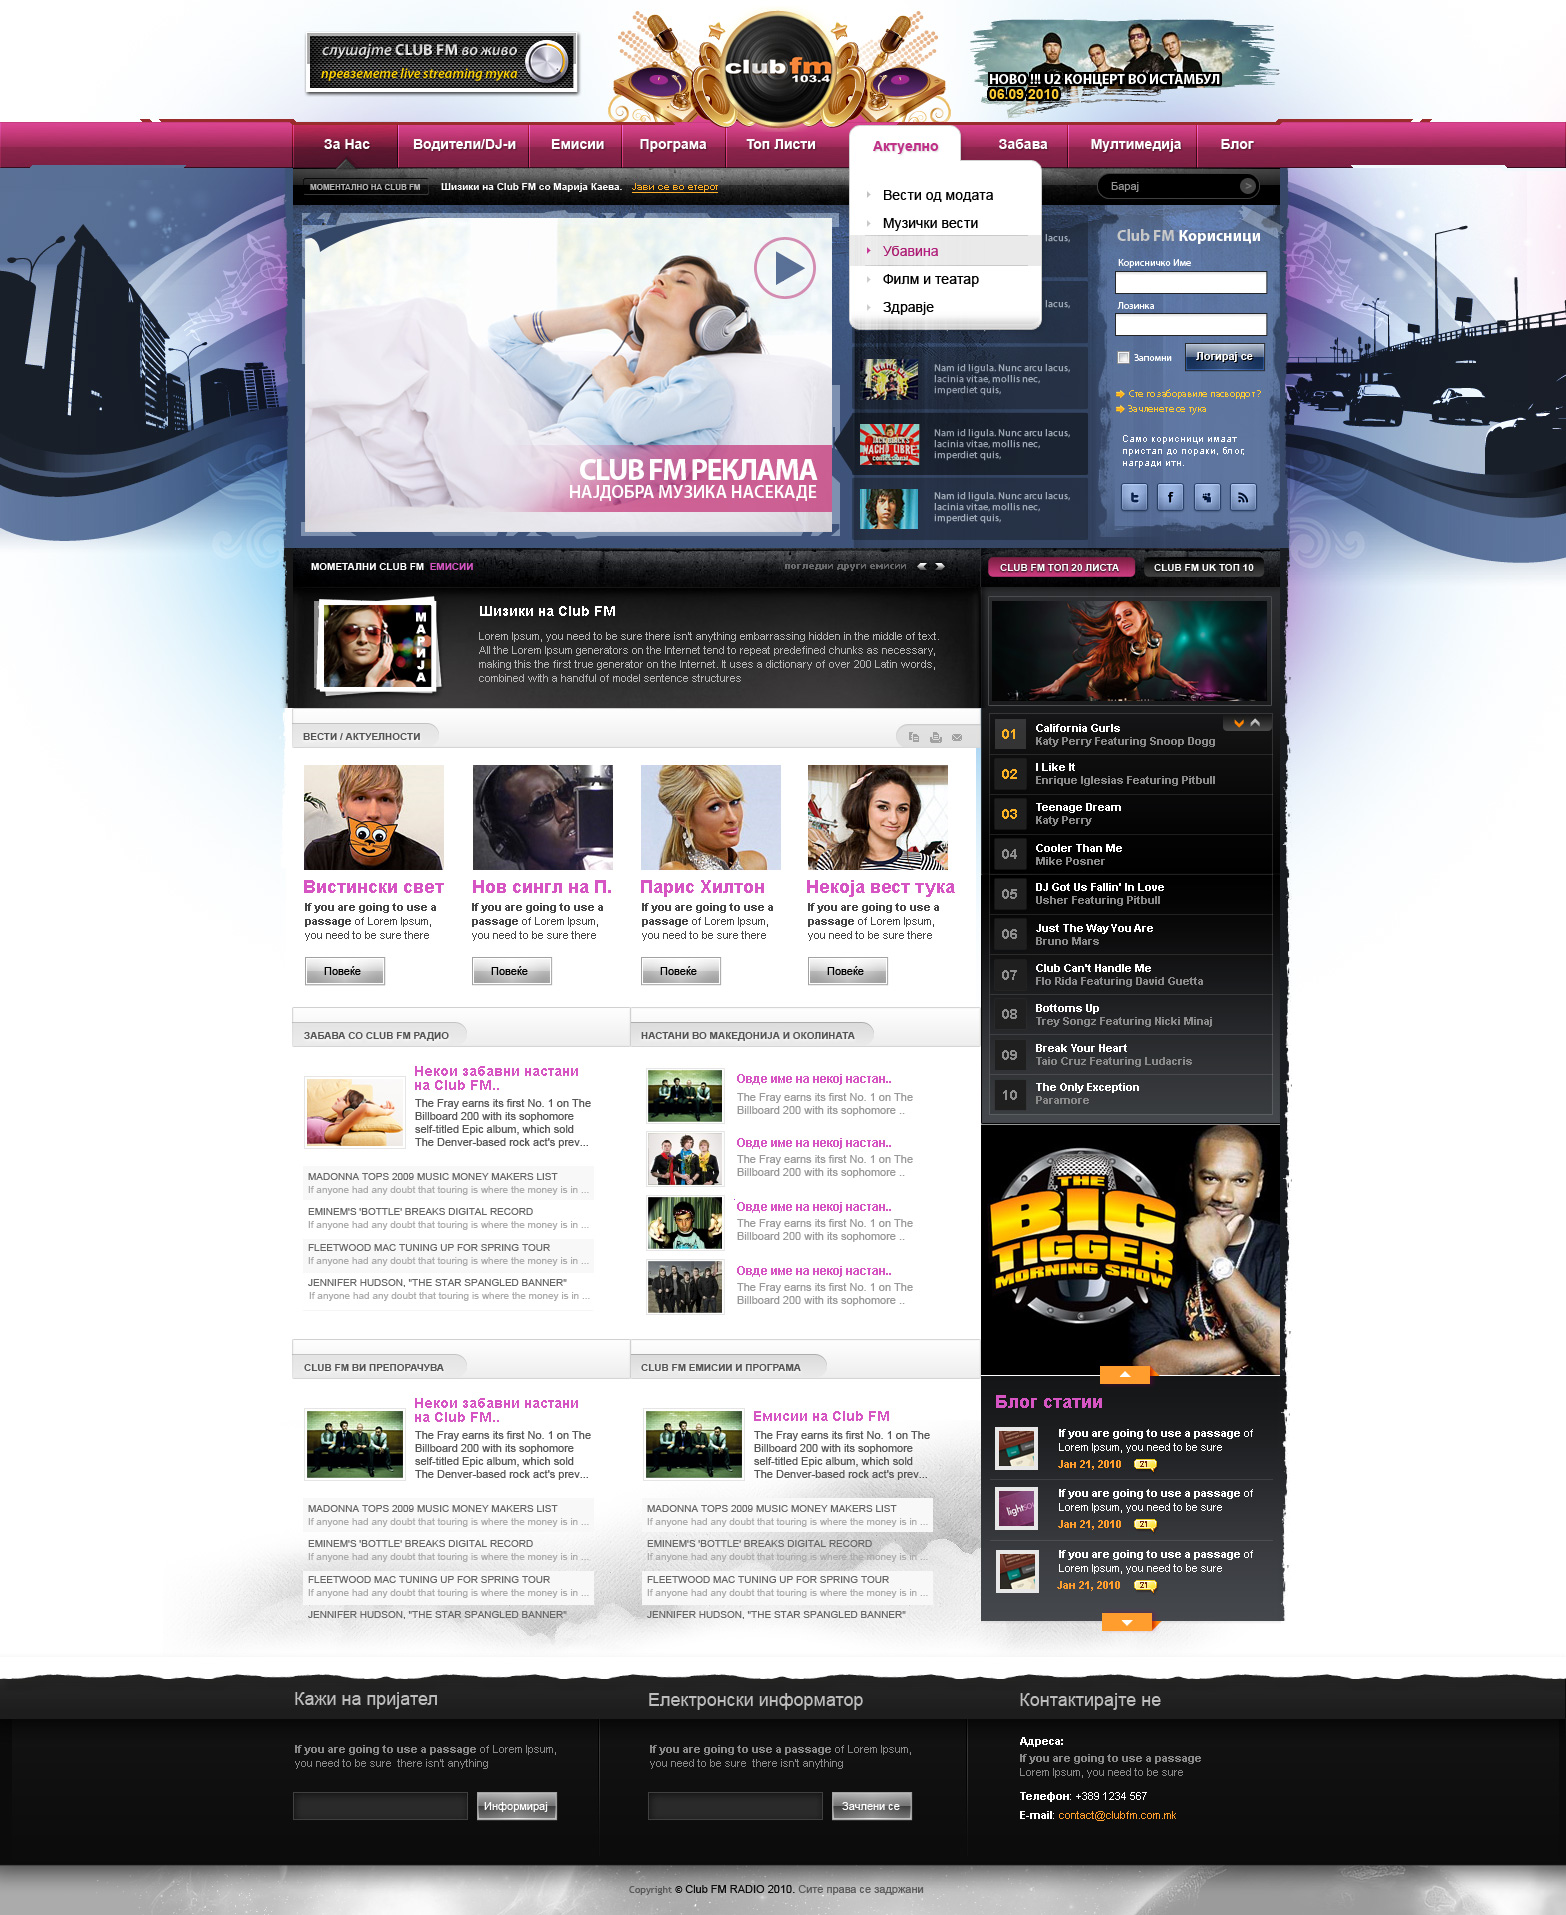 слушајте CLUB FM во живо
превземете live streaming тука
club fm
103.4
НОВО !!! U2 КОНЦЕРТ ВО ИСТАМБУЛ
06.09.2010
За Нас
Водители/DJ-и
Емисии
Програма
Топ Листи
Актуелно
Забава
Мултимедија
Блог
МОМЕНТАЛНО НА CLUB FM
Шизики на Club FM со Марија Каева. Јави се во етерот
Барај
>
Вести од модата
Музички вести
Убавина
Филм и театар
Здравје
lacus,
lacus,
Nam id ligula. Nunc arcu lacus,
lacinia vitae, mollis nec,
imperdiet quis,
Nam id ligula. Nunc arcu lacus,
lacinia vitae, mollis nec,
imperdiet quis,
Nam id ligula. Nunc arcu lacus,
lacinia vitae, mollis nec,
imperdiet quis,
CLUB FM РЕКЛАМА
НАЈДОБРА МУЗИКА НАСЕКАДЕ
Club FM Корисници
Корисничко Име
Лозинка
Запомни
Логирај се
Сте го заборавиле пасвордот?
Зачленете се тука
Само корисници имаат
пристап до пораки, блог,
награди итн.
МОМЕТАЛНИ CLUB FM ЕМИСИИ
погледни други емисии
МАРИЈА
Шизики на Club FM
Lorem Ipsum, you need to be sure there isn't anything embarrassing hidden in the middle of text.
All the Lorem Ipsum generators on the Internet tend to repeat predefined chunks as necessary,
making this the first true generator on the Internet. It uses a dictionary of over 200 Latin words,
combined with a handful of model sentence structures
CLUB FM ТОП 20 ЛИСТА
CLUB FM UK ТОП 10
01
California Gurls
Katy Perry Featuring Snoop Dogg
02
I Like It
Enrique Iglesias Featuring Pitbull
03
Teenage Dream
Katy Perry
04
Cooler Than Me
Mike Posner
05
DJ Got Us Fallin' In Love
Usher Featuring Pitbull
06
Just The Way You Are
Bruno Mars
07
Club Can't Handle Me
Flo Rida Featuring David Guetta
08
Bottoms Up
Trey Songz Featuring Nicki Minaj
09
Break Your Heart
Taio Cruz Featuring Ludacris
10
The Only Exception
Paramore
ВЕСТИ / АКТУЕЛНОСТИ
Вистински свет
If you are going to use a
passage of Lorem Ipsum,
you need to be sure there
Повеќе
Нов сингл на П.
If you are going to use a
passage of Lorem Ipsum,
you need to be sure there
Повеќе
Парис Хилтон
If you are going to use a
passage of Lorem Ipsum,
you need to be sure there
Повеќе
Некоја вест тука
If you are going to use a
passage of Lorem Ipsum,
you need to be sure there
Повеќе
ЗАБАВА СО CLUB FM РАДИО
Некои забавни настани
на Club FM..
The Fray earns its first No. 1 on The
Billboard 200 with its sophomore
self-titled Epic album, which sold
The Denver-based rock act's prev...
MADONNA TOPS 2009 MUSIC MONEY MAKERS LIST
If anyone had any doubt that touring is where the money is in ...
EMINEM'S 'BOTTLE' BREAKS DIGITAL RECORD
If anyone had any doubt that touring is where the money is in ...
FLEETWOOD MAC TUNING UP FOR SPRING TOUR
If anyone had any doubt that touring is where the money is in ...
JENNIFER HUDSON, "THE STAR SPANGLED BANNER"
If anyone had any doubt that touring is where the money is in ...
НАСТАНИ ВО МАКЕДОНИЈА И ОКОЛИНАТА
Овде име на некој настан..
The Fray earns its first No. 1 on The
Billboard 200 with its sophomore ..
Овде име на некој настан..
The Fray earns its first No. 1 on The
Billboard 200 with its sophomore ..
Овде име на некој настан..
The Fray earns its first No. 1 on The
Billboard 200 with its sophomore ..
Овде име на некој настан..
The Fray earns its first No. 1 on The
Billboard 200 with its sophomore ..
THE
BIG
TIGGER
MORNING SHOW
CLUB FM ВИ ПРЕПОРАЧУВА
Некои забавни настани
на Club FM..
The Fray earns its first No. 1 on The
Billboard 200 with its sophomore
self-titled Epic album, which sold
The Denver-based rock act's prev...
MADONNA TOPS 2009 MUSIC MONEY MAKERS LIST
If anyone had any doubt that touring is where the money is in ...
EMINEM'S 'BOTTLE' BREAKS DIGITAL RECORD
If anyone had any doubt that touring is where the money is in ...
FLEETWOOD MAC TUNING UP FOR SPRING TOUR
If anyone had any doubt that touring is where the money is in ...
JENNIFER HUDSON, "THE STAR SPANGLED BANNER"
CLUB FM ЕМИСИИ И ПРОГРАМА
Емисии на Club FM
The Fray earns its first No. 1 on The
Billboard 200 with its sophomore
self-titled Epic album, which sold
The Denver-based rock act's prev...
MADONNA TOPS 2009 MUSIC MONEY MAKERS LIST
If anyone had any doubt that touring is where the money is in ...
EMINEM'S 'BOTTLE' BREAKS DIGITAL RECORD
If anyone had any doubt that touring is where the money is in ...
FLEETWOOD MAC TUNING UP FOR SPRING TOUR
If anyone had any doubt that touring is where the money is in ...
JENNIFER HUDSON, "THE STAR SPANGLED BANNER"
Блог статии
If you are going to use a passage of
Lorem Ipsum, you need to be sure
Јан 21, 2010 21
If you are going to use a passage of
Lorem Ipsum, you need to be sure
Јан 21, 2010 21
If you are going to use a passage of
Lorem Ipsum, you need to be sure
Јан 21, 2010 21
Кажи на пријател
If you are going to use a passage of Lorem Ipsum,
you need to be sure there isn't anything
Информирај
Електронски информатор
If you are going to use a passage of Lorem Ipsum,
you need to be sure there isn't anything
Зачлени се
Контактирајте не
Адреса:
If you are going to use a passage
Lorem Ipsum, you need to be sure
Телефон: +389 1234 567
E-mail: contact@clubfm.com.mk
Copyright © Club FM RADIO 2010. Сите права се задржани